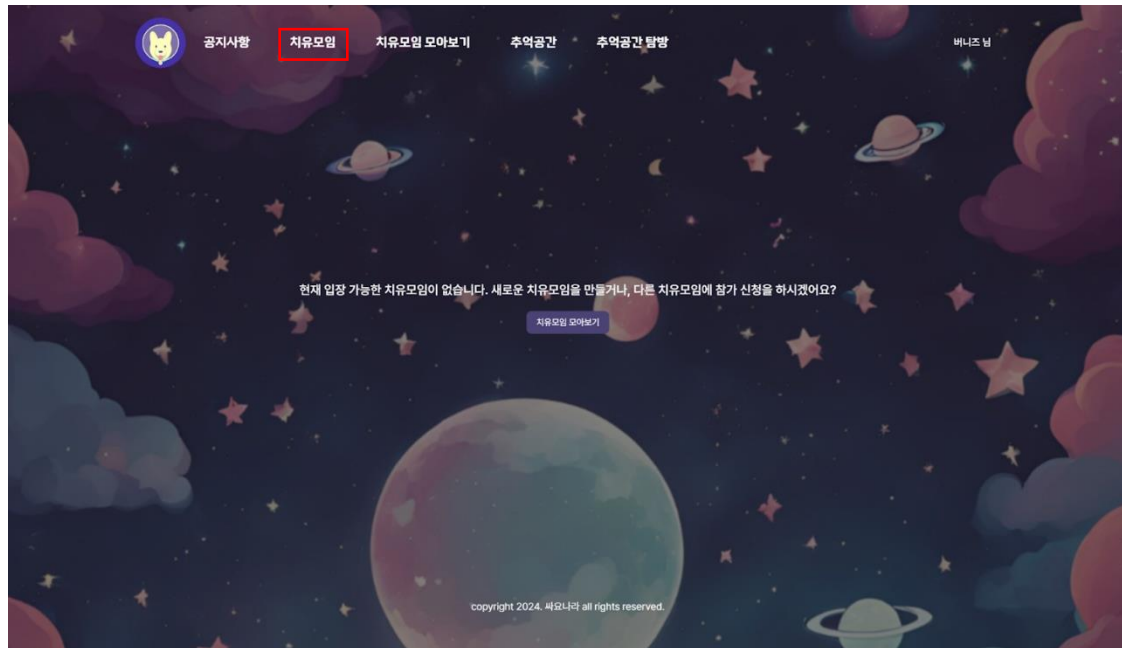 공지사항 치유모임 치유모임 모아보기 추억공간 추억공간 탐방 버니즈 님
현재 입장 가능한 치유모임이 없습니다. 새로운 치유모임을 만들거나, 다른 치유모임에 참가 신청을 하시겠어요?
치유모임 모아보기
copyright 2024. 싸요나라 all rights reserved.